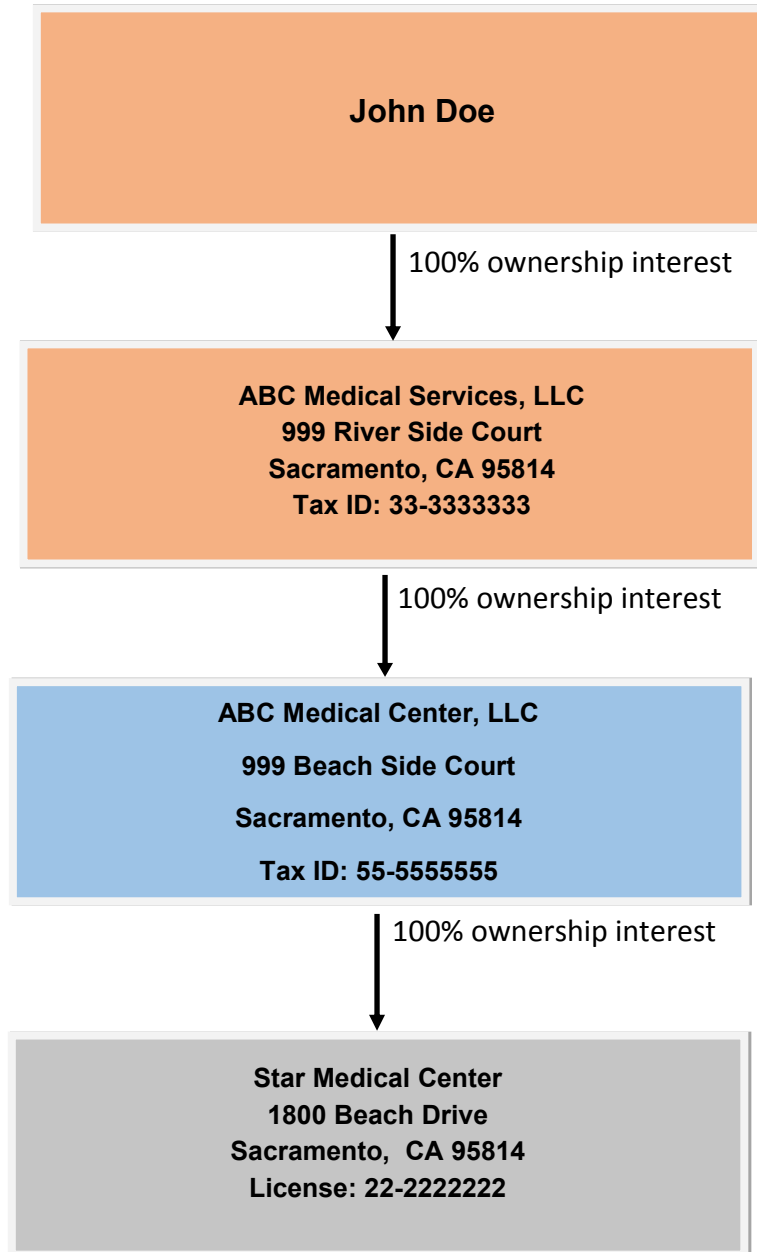 John Doe
100% ownership interest
ABC Medical Services, LLC
999 River Side Court
Sacramento, CA 95814
Tax ID: 33-3333333
100% ownership interest
ABC Medical Center, LLC
999 Beach Side Court
Sacramento, CA 95814
Tax ID: 55-5555555
100% ownership interest
Star Medical Center
1800 Beach Drive
Sacramento, CA 95814
License: 22-2222222